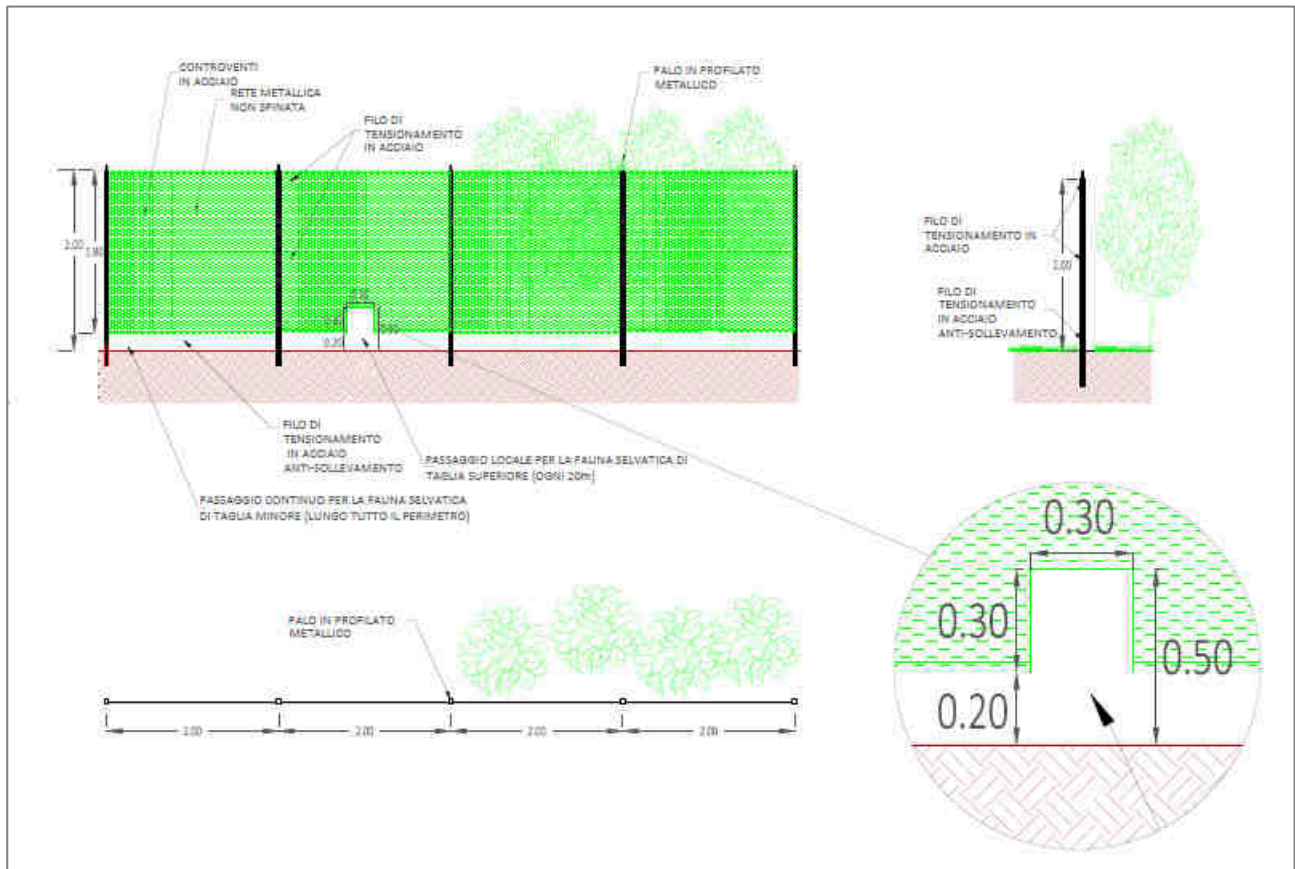 CONTROVENTI
IN ACCIAIO
RETE METALLICA
NON SPINATA
FILO DI
TENSIONAMENTO
IN ACCIAIO
PALO IN PROFILATO
METALLICO
2.00
1.80
0.30
0.20
FILO DI
TENSIONAMENTO
IN ACCIAIO
ANTI-SOLLEVAMENTO
PASSAGGIO LOCALE PER LA FAUNA SELVATICA DI
TAGLIA SUPERIORE (OGNI 20m)
PASSAGGIO CONTINUO PER LA FAUNA SELVATICA
DI TAGLIA MINORE (LUNGO TUTTO IL PERIMETRO)
FILO DI
TENSIONAMENTO IN
ACCIAIO
2.00
FILO DI
TENSIONAMENTO
IN ACCIAIO
ANTI-SOLLEVAMENTO
PALO IN PROFILATO
METALLICO
2.00
2.00
2.00
2.00
0.30
0.30
0.50
0.20